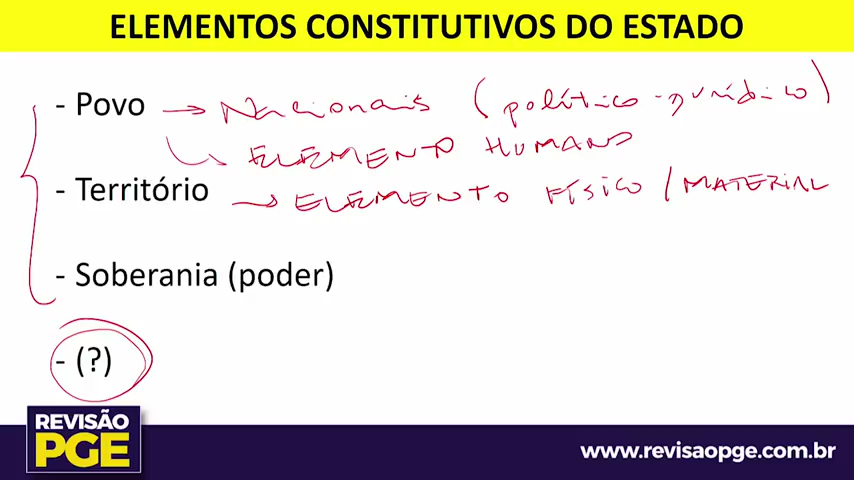 ELEMENTOS CONSTITUTIVOS DO ESTADO
- Povo → Nacionais (político-jurídico)
↳ ELEMENTO HUMANO
- Território → ELEMENTO FÍSICO / MATERIAL
- Soberania (poder)
- (?)
REVISÃO
PGE
www.revisaopge.com.br